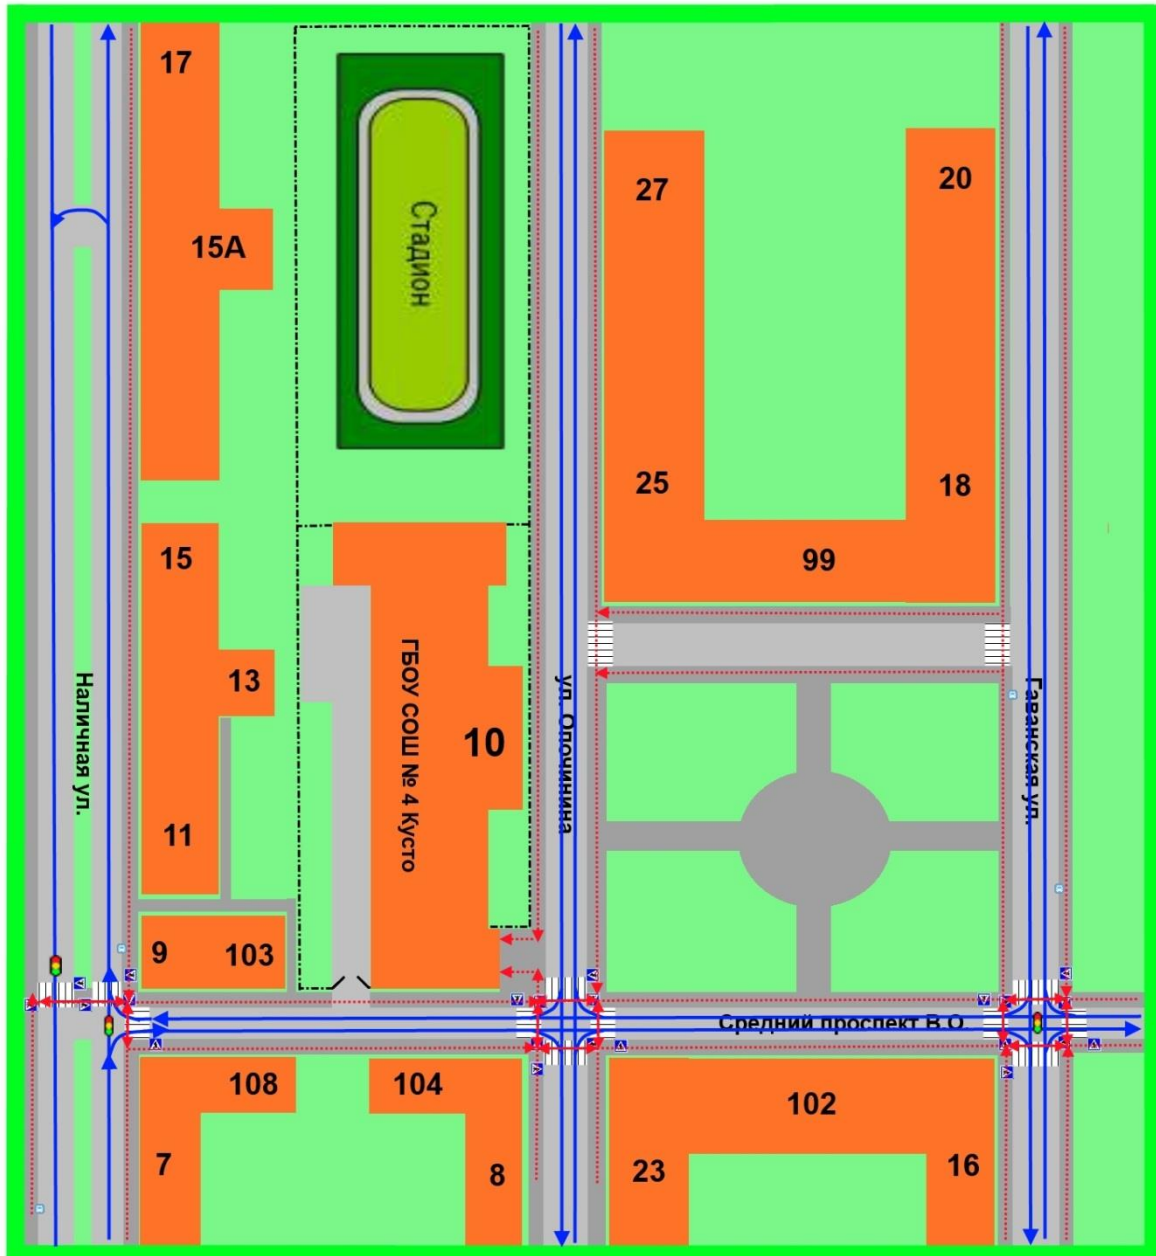 17
15А
Стадион
27
20
25
18
99
15
13
11
Наличная ул.
ГБОУ СОШ № 4 Кусто
10
ул. Опочинина
Гаванская ул.
9
103
Средний проспект В.О.
108
104
102
7
8
23
16